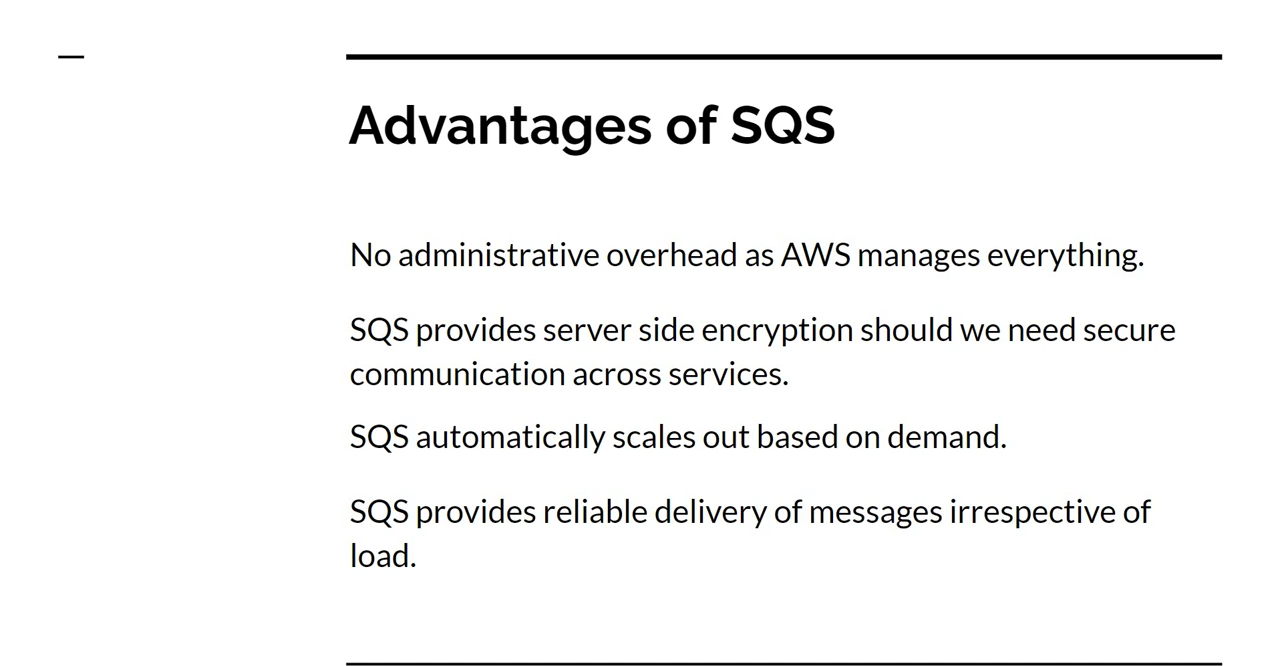 Advantages of SQS
No administrative overhead as AWS manages everything.
SQS provides server side encryption should we need secure
communication across services.
SQS automatically scales out based on demand.
SQS provides reliable delivery of messages irrespective of
load.